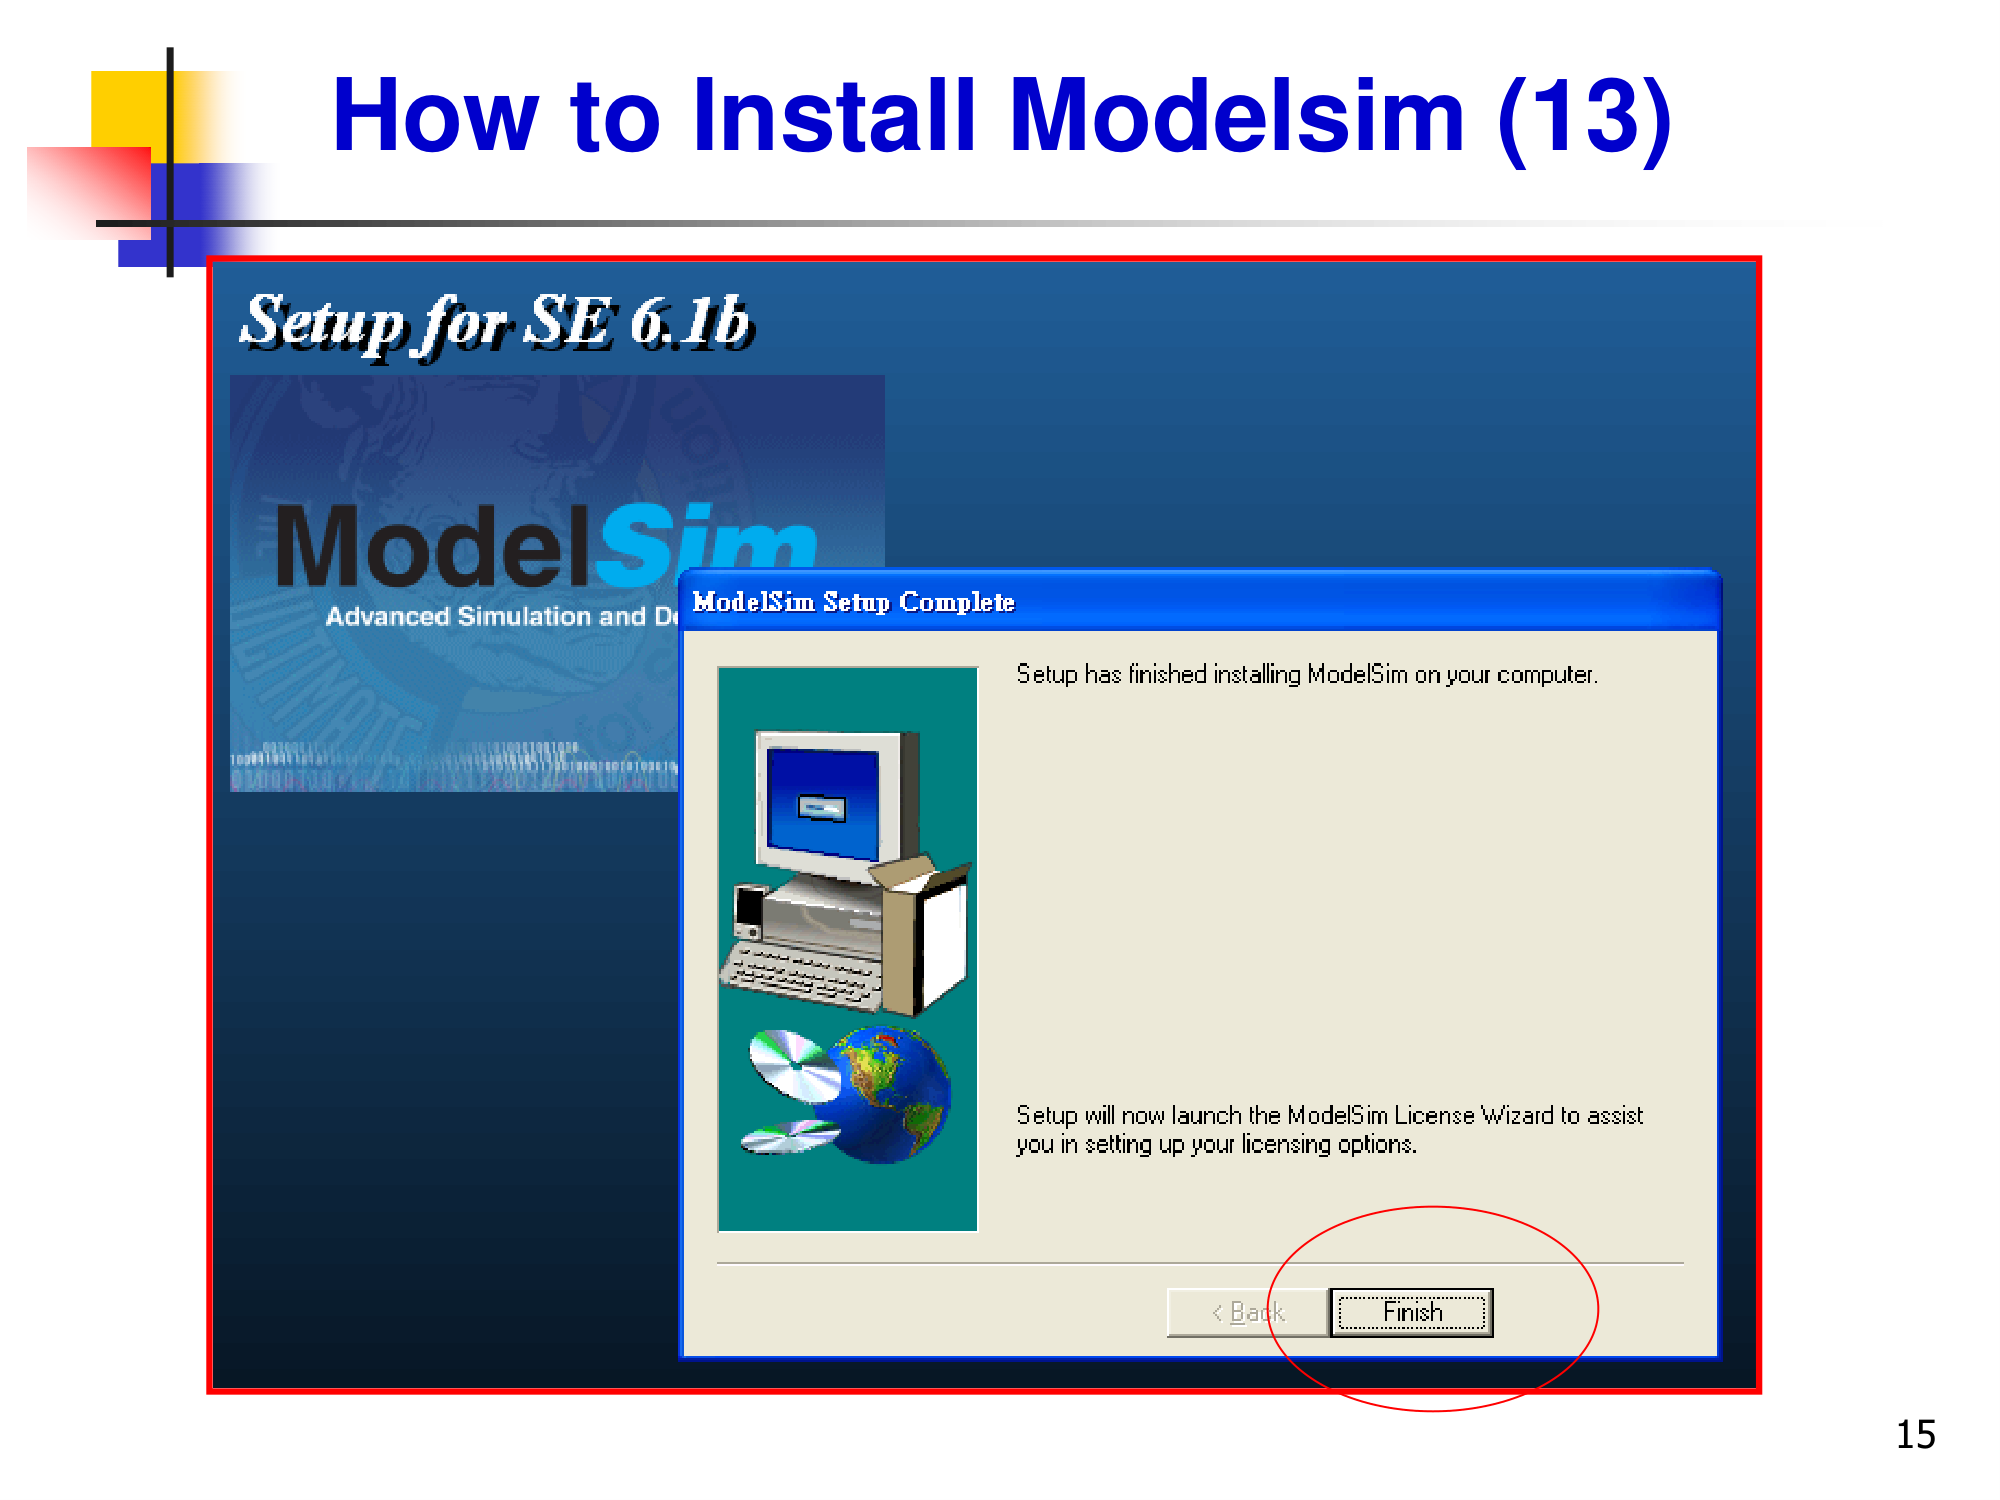 How to Install Modelsim (13)
Setup for SE 6.1b
ModelSim
Advanced Simulation and
ModelSim Setup Complete
Setup has finished installing ModelSim on your computer.
Setup will now launch the ModelSim License Wizard to assist
you in setting up your licensing options.
< Back
Finish
15